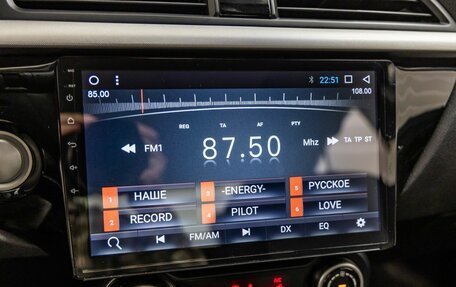 22:51
85.00 108.00
REG TA AF PTY
FM1 87.50 Mhz TA TP ST
1 НАШЕ 3 -ENERGY- 5 РУССКОЕ
2 RECORD 4 PILOT 6 LOVE
FM/AM DX EQ